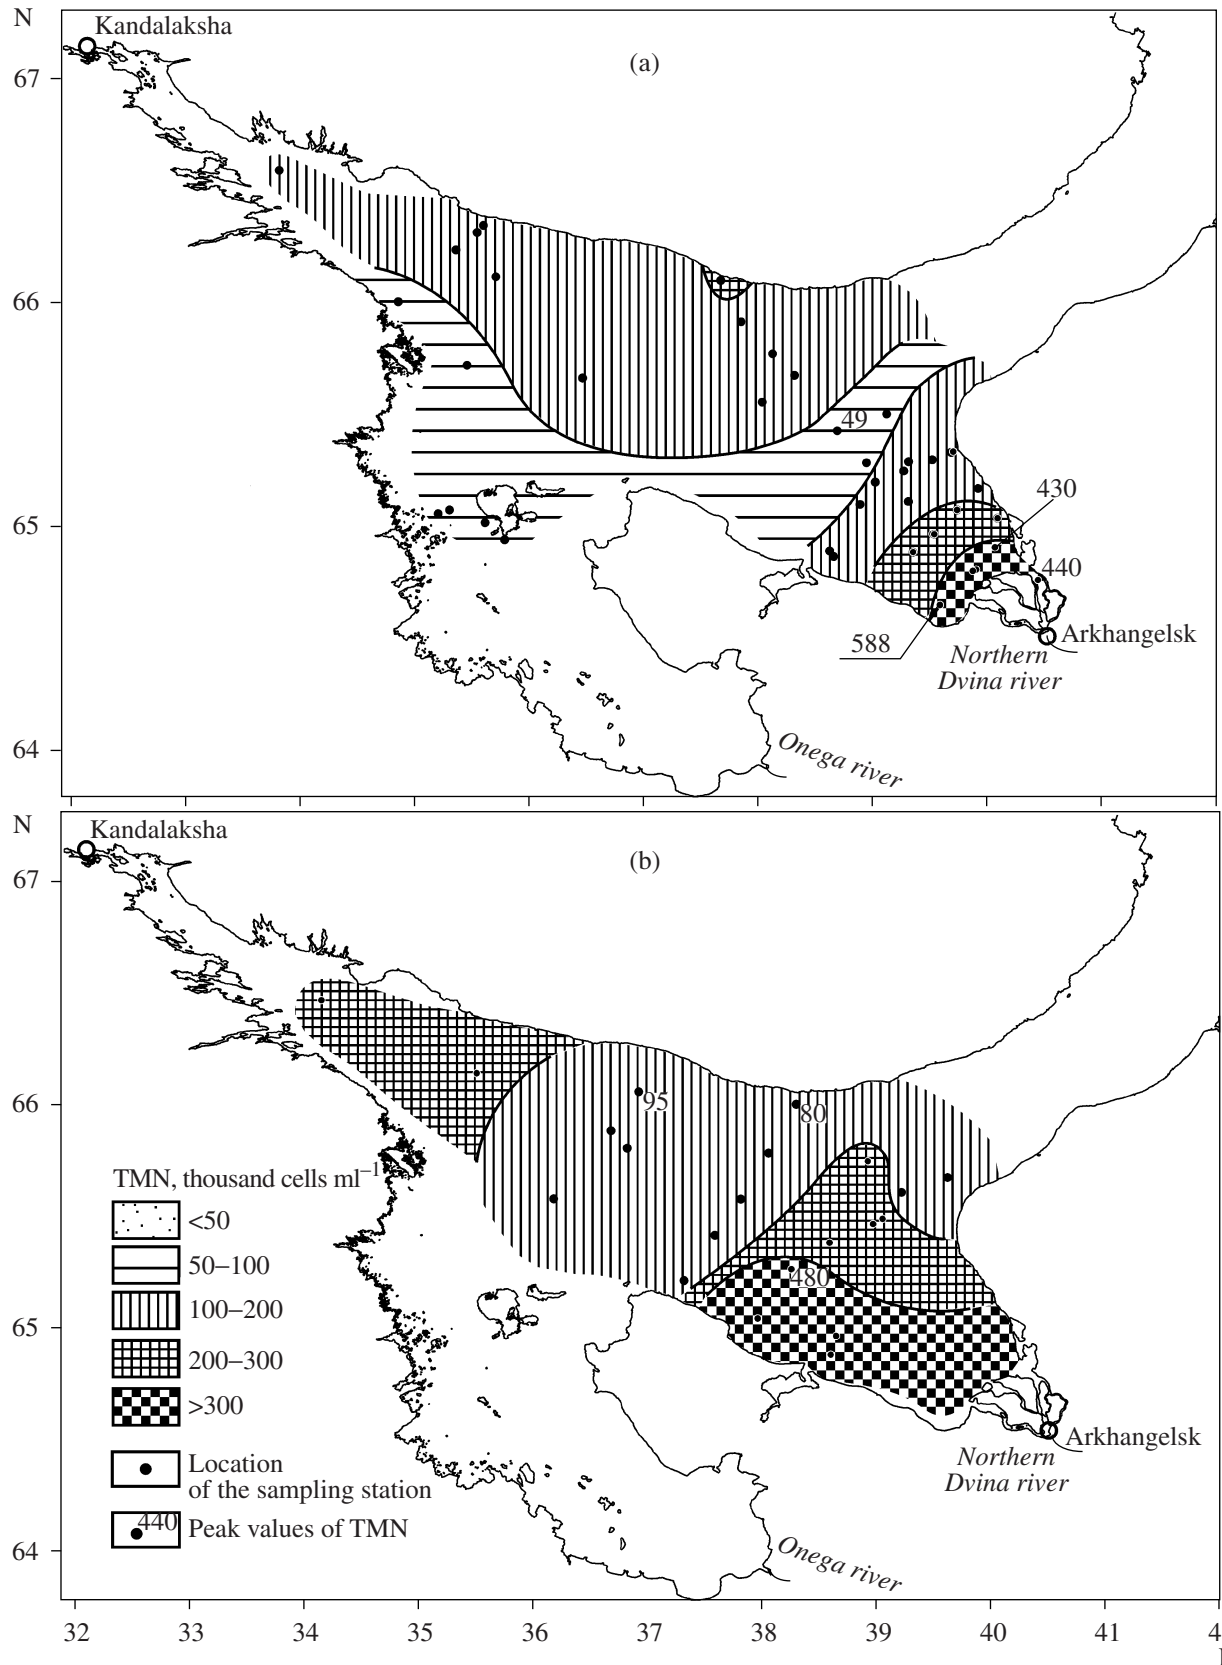 N
Kandalaksha
(a)
67
66
49
65
430
440
Arkhangelsk
588
Northern
Dvina river
64
Onega river
N
Kandalaksha
(b)
67
66
95
80
TMN, thousand cells ml⁻¹
<50
50–100
480
100–200
65
200–300
>300
Arkhangelsk
Location
of the sampling station
Northern
Dvina river
440
Peak values of TMN
64
Onega river
32 33 34 35 36 37 38 39 40 41 4